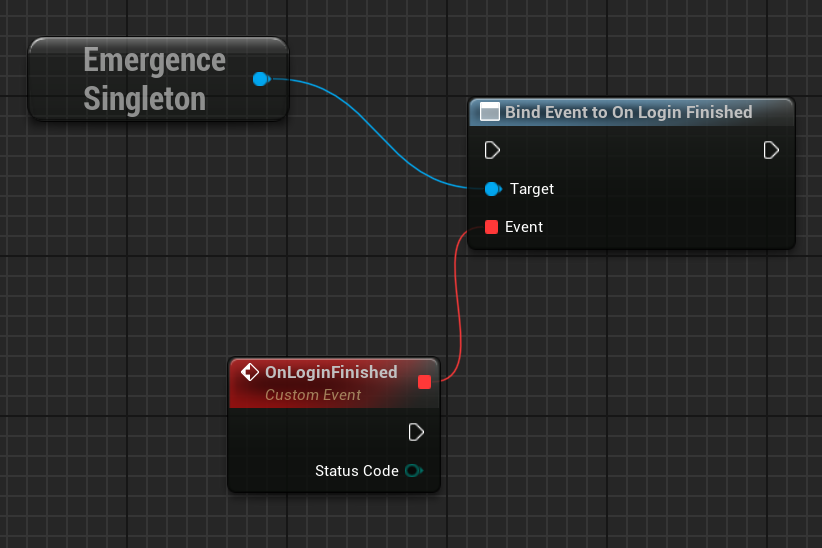 Emergence
Singleton
Bind Event to On Login Finished
Target
Event
OnLoginFinished
Custom Event
Status Code